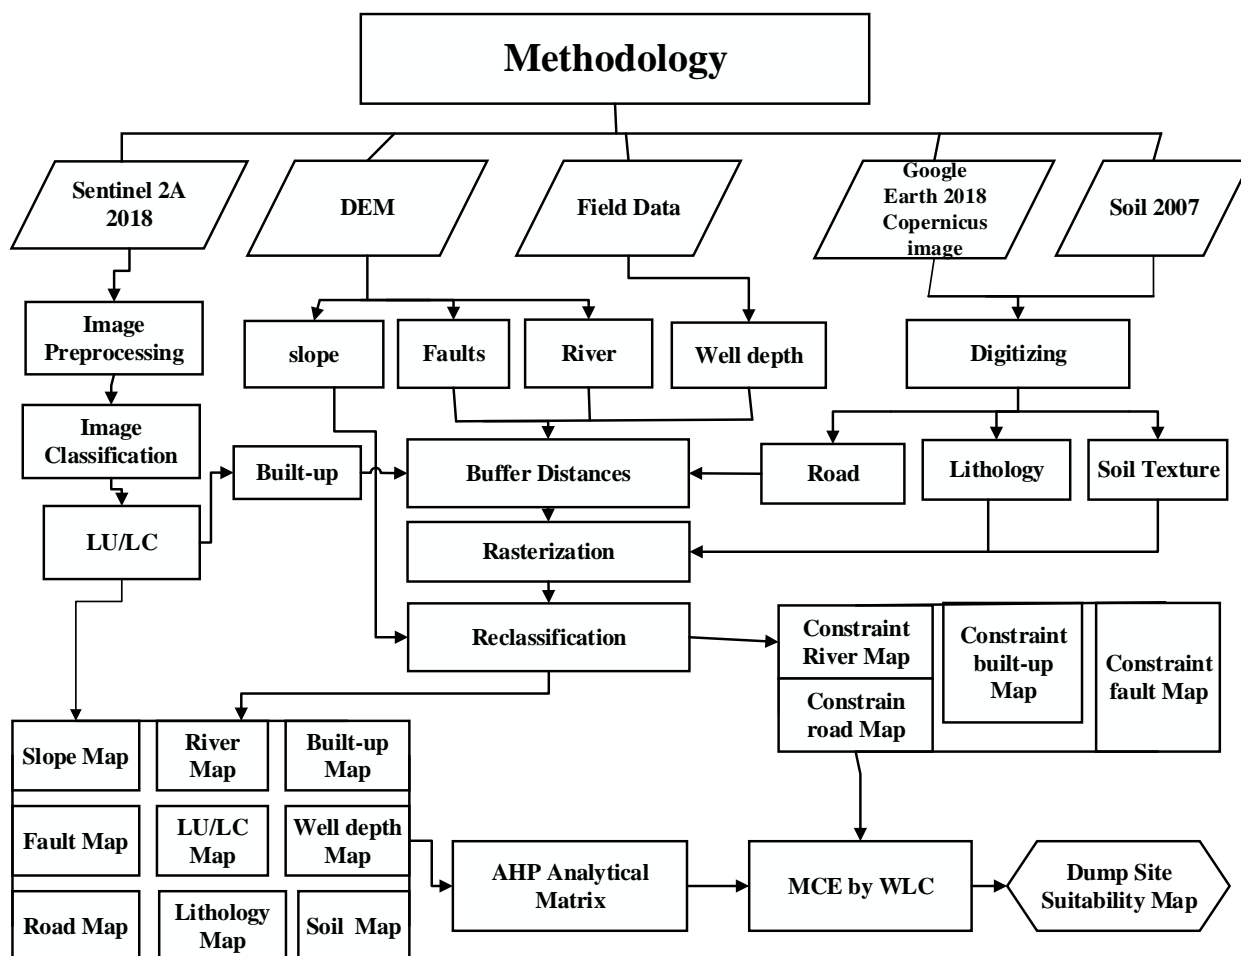 Methodology
Sentinel 2A
2018
DEM
Field Data
Google
Earth 2018
Copernicus
image
Soil 2007
Image
Preprocessing
slope
Faults
River
Well depth
Digitizing
Image
Classification
Built-up
Buffer Distances
Road
Lithology
Soil Texture
LU/LC
Rasterization
Reclassification
Constraint
River Map
Constrain
road Map
Constraint
built-up
Map
Constraint
fault Map
Slope Map
River
Map
Built-up
Map
Fault Map
LU/LC
Map
Well depth
Map
Road Map
Lithology
Map
Soil  Map
AHP Analytical
Matrix
MCE by WLC
Dump Site
Suitability Map